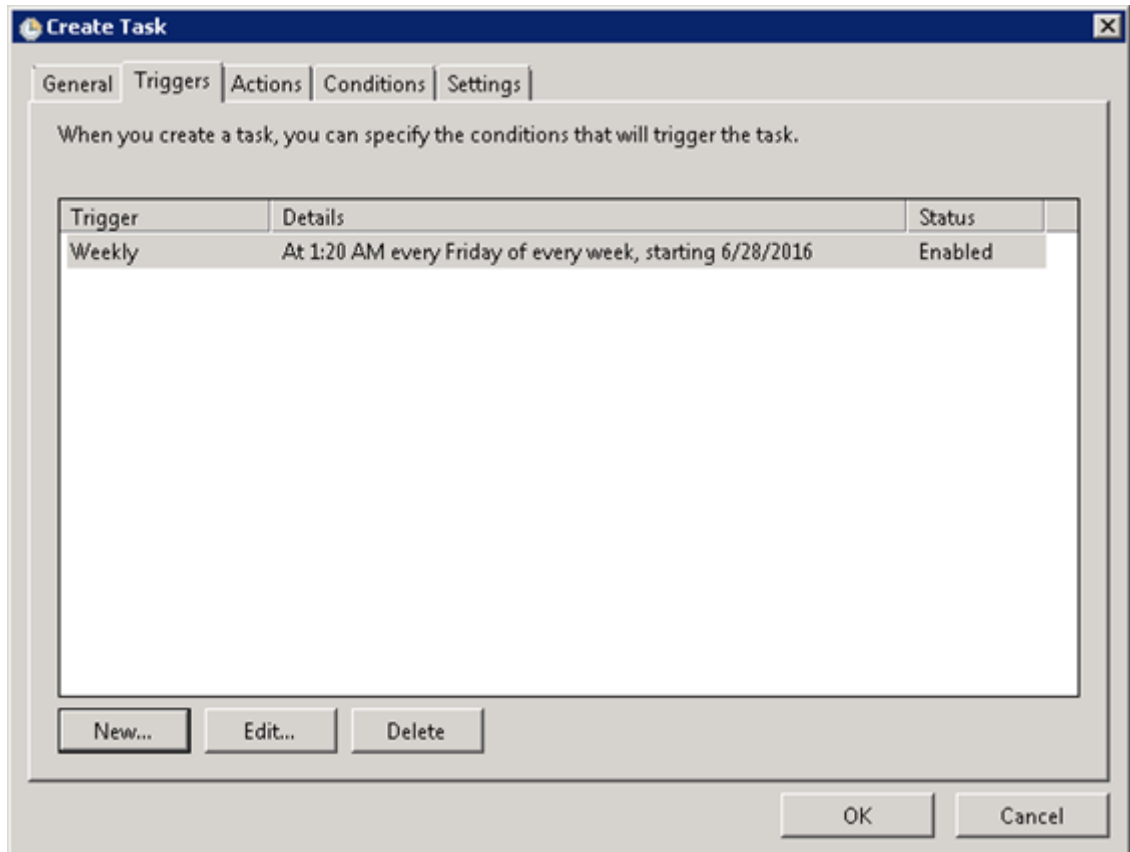 Create Task
General Triggers Actions Conditions Settings
When you create a task, you can specify the conditions that will trigger the task.
Trigger Details Status
Weekly At 1:20 AM every Friday of every week, starting 6/28/2016 Enabled
New... Edit... Delete
OK Cancel